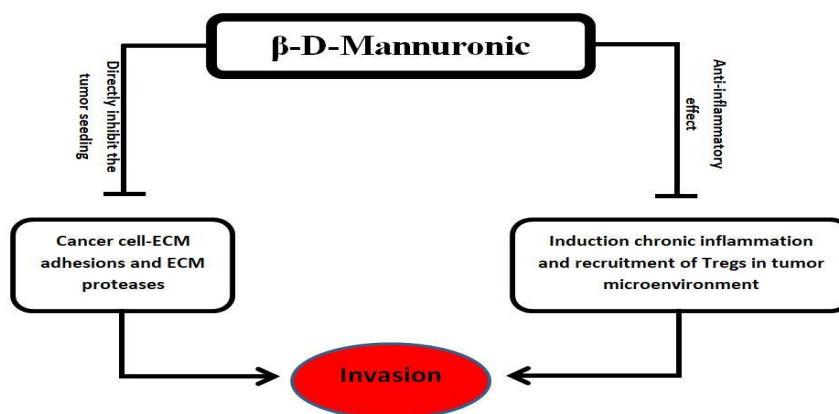 β-D-Mannuronic
Directly inhibit the
tumor seeding
Anti-inflammatory
effect
Cancer cell-ECM
adhesions and ECM
proteases
Induction chronic inflammation
and recruitment of Tregs in tumor
microenvironment
Invasion